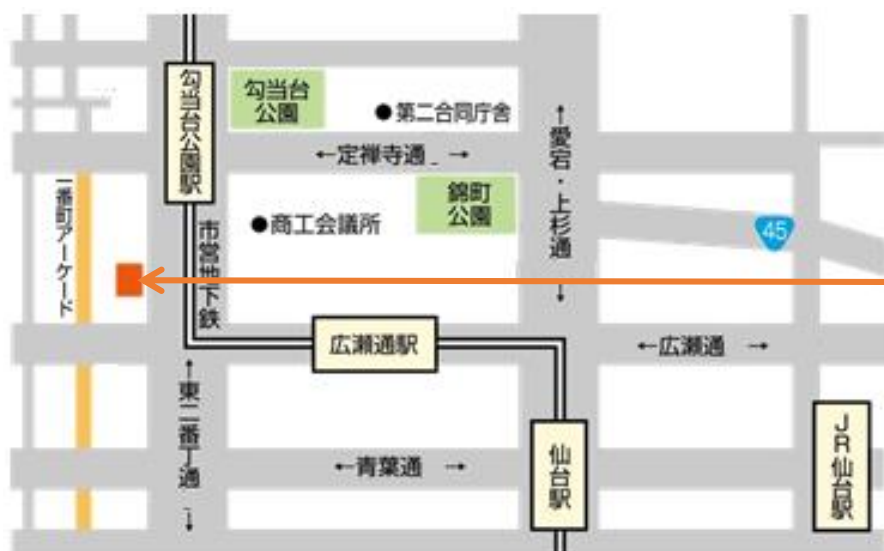 勾当台公園駅
勾当台
公園
●第二合同庁舎
←定禅寺通 →
←愛宕・上杉通 →
一番町アーケード
市営地下鉄
●商工会議所
錦町
公園
45
広瀬通駅
←広瀬通 →
←東二番丁通 →
←青葉通 →
仙台駅
JR仙台駅